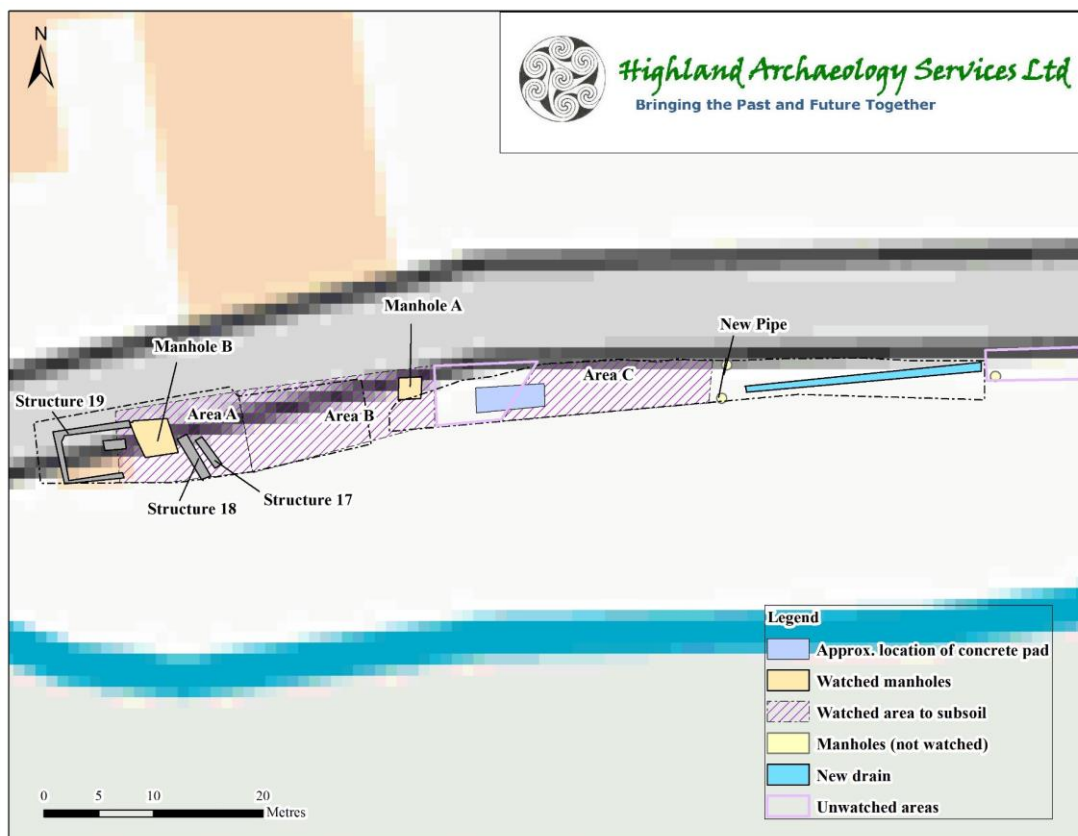 N
Highland Archaeology Services Ltd
Bringing the Past and Future Together
Manhole A
New Pipe
Manhole B
Area C
Structure 19
Area A
Area B
Structure 17
Structure 18
Legend
Approx. location of concrete pad
Watched manholes
Watched area to subsoil
Manholes (not watched)
New drain
Unwatched areas
0 5 10 20
Metres